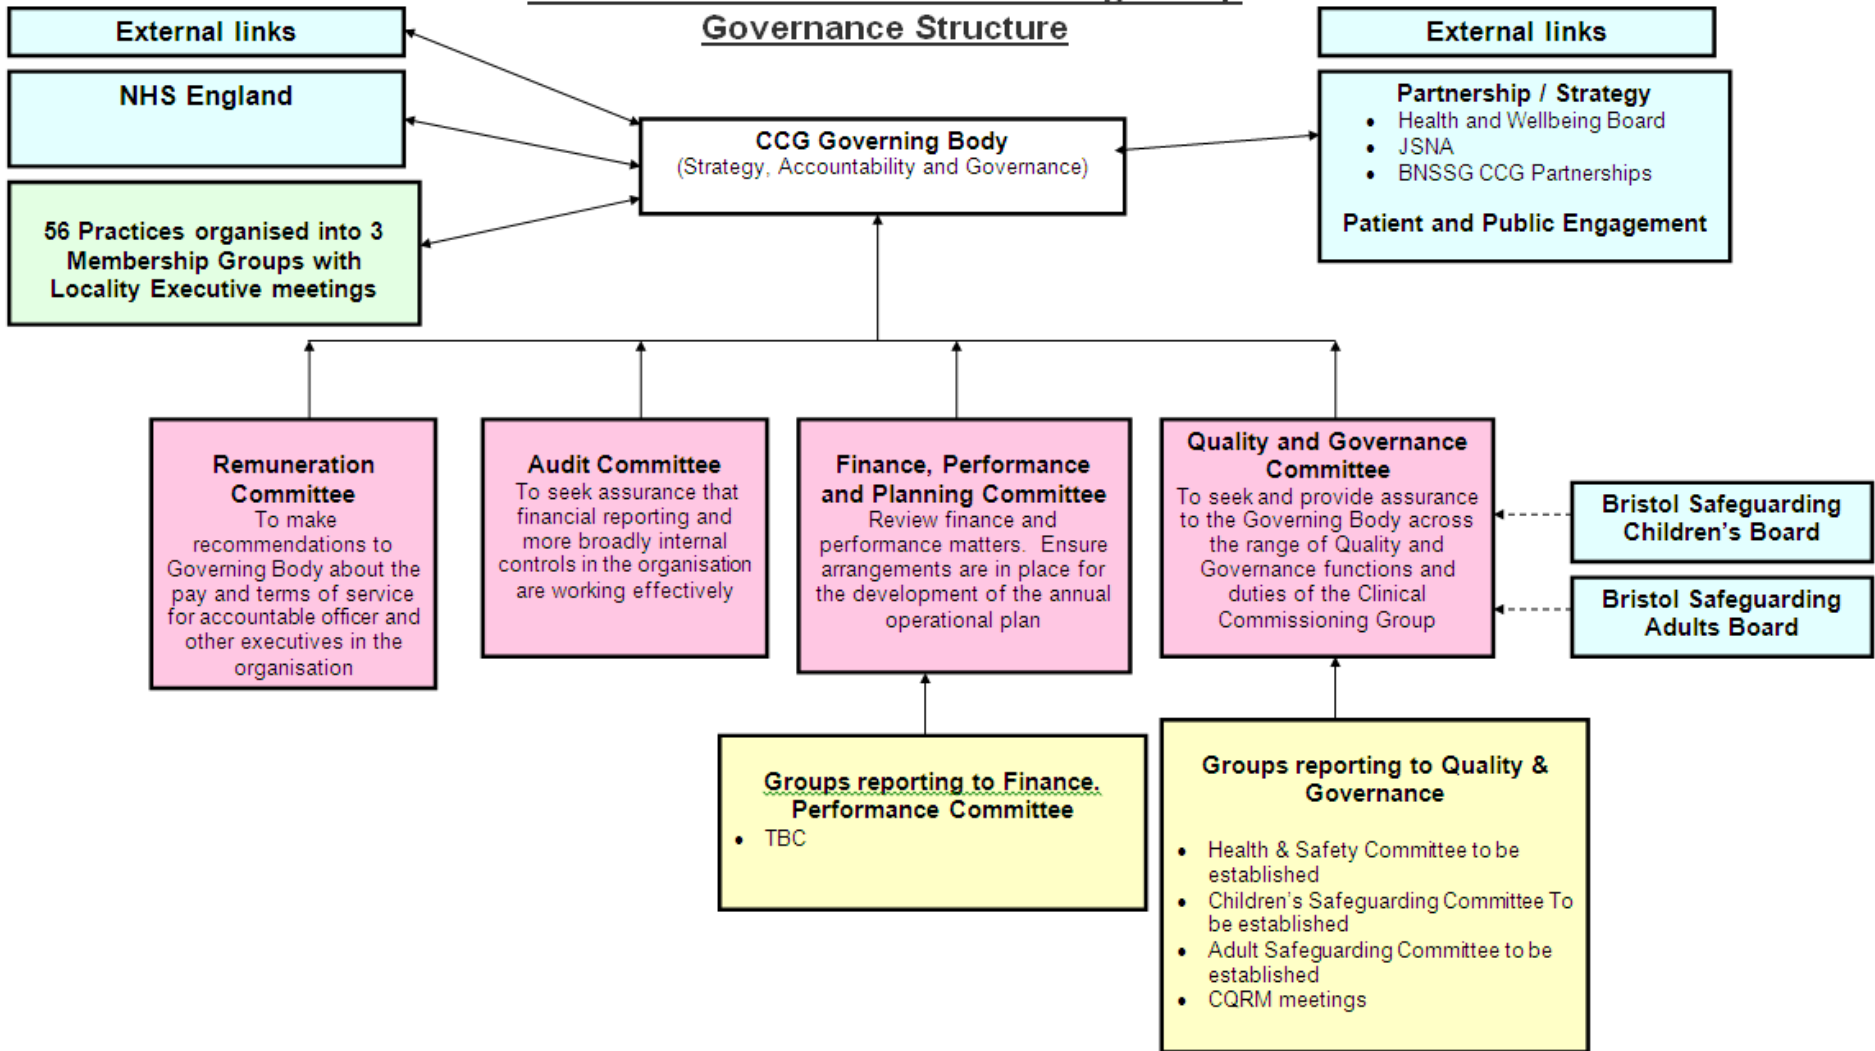 Governance Structure
External links
NHS England
56 Practices organised into 3
Membership Groups with
Locality Executive meetings
CCG Governing Body
(Strategy, Accountability and Governance)
External links
Partnership / Strategy
• Health and Wellbeing Board
• JSNA
• BNSSG CCG Partnerships
Patient and Public Engagement
Remuneration
Committee
To make
recommendations to
Governing Body about the
pay and terms of service
for accountable officer and
other executives in the
organisation
Audit Committee
To seek assurance that
financial reporting and
more broadly internal
controls in the organisation
are working effectively
Finance, Performance
and Planning Committee
Review finance and
performance matters. Ensure
arrangements are in place for
the development of the annual
operational plan
Quality and Governance
Committee
To seek and provide assurance
to the Governing Body across
the range of Quality and
Governance functions and
duties of the Clinical
Commissioning Group
Bristol Safeguarding
Children's Board
Bristol Safeguarding
Adults Board
Groups reporting to Finance.
Performance Committee
• TBC
Groups reporting to Quality &
Governance
• Health & Safety Committee to be
established
• Children's Safeguarding Committee To
be established
• Adult Safeguarding Committee to be
established
• CQRM meetings